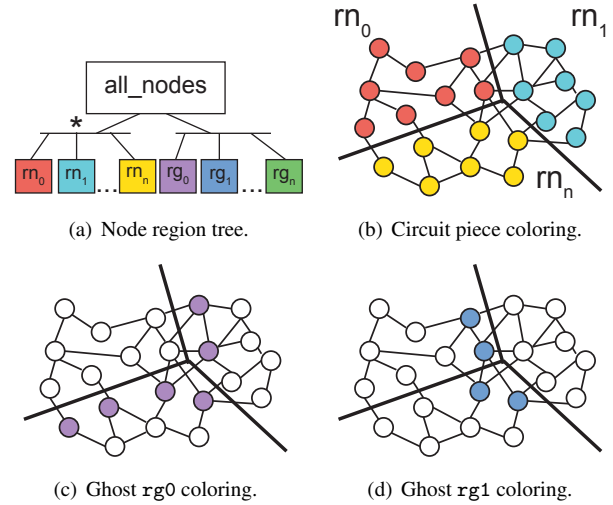 all_nodes
*
rn0 rn1 ... rnn rg0 rg1 ... rgn
(a) Node region tree.
rn0 rn1
rnn
(b) Circuit piece coloring.
(c) Ghost rg0 coloring.
(d) Ghost rg1 coloring.